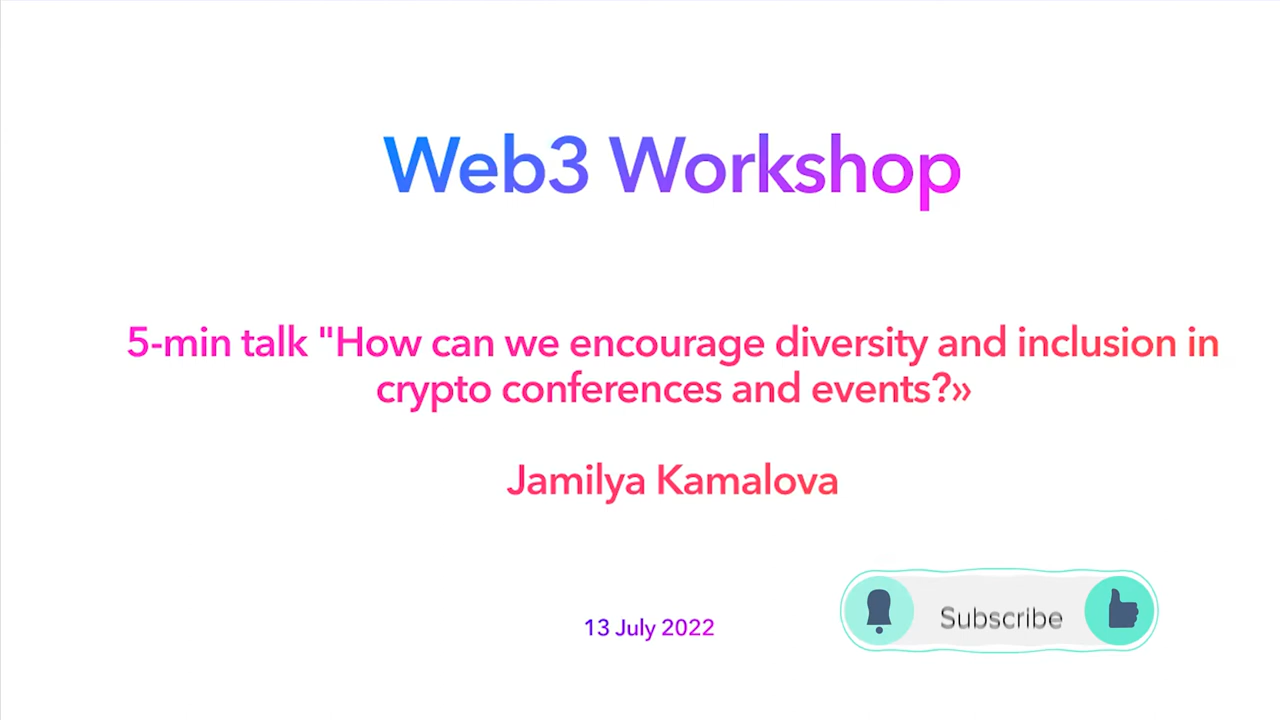 Web3 Workshop
5-min talk "How can we encourage diversity and inclusion in
crypto conferences and events?»
Jamilya Kamalova
13 July 2022
Subscribe